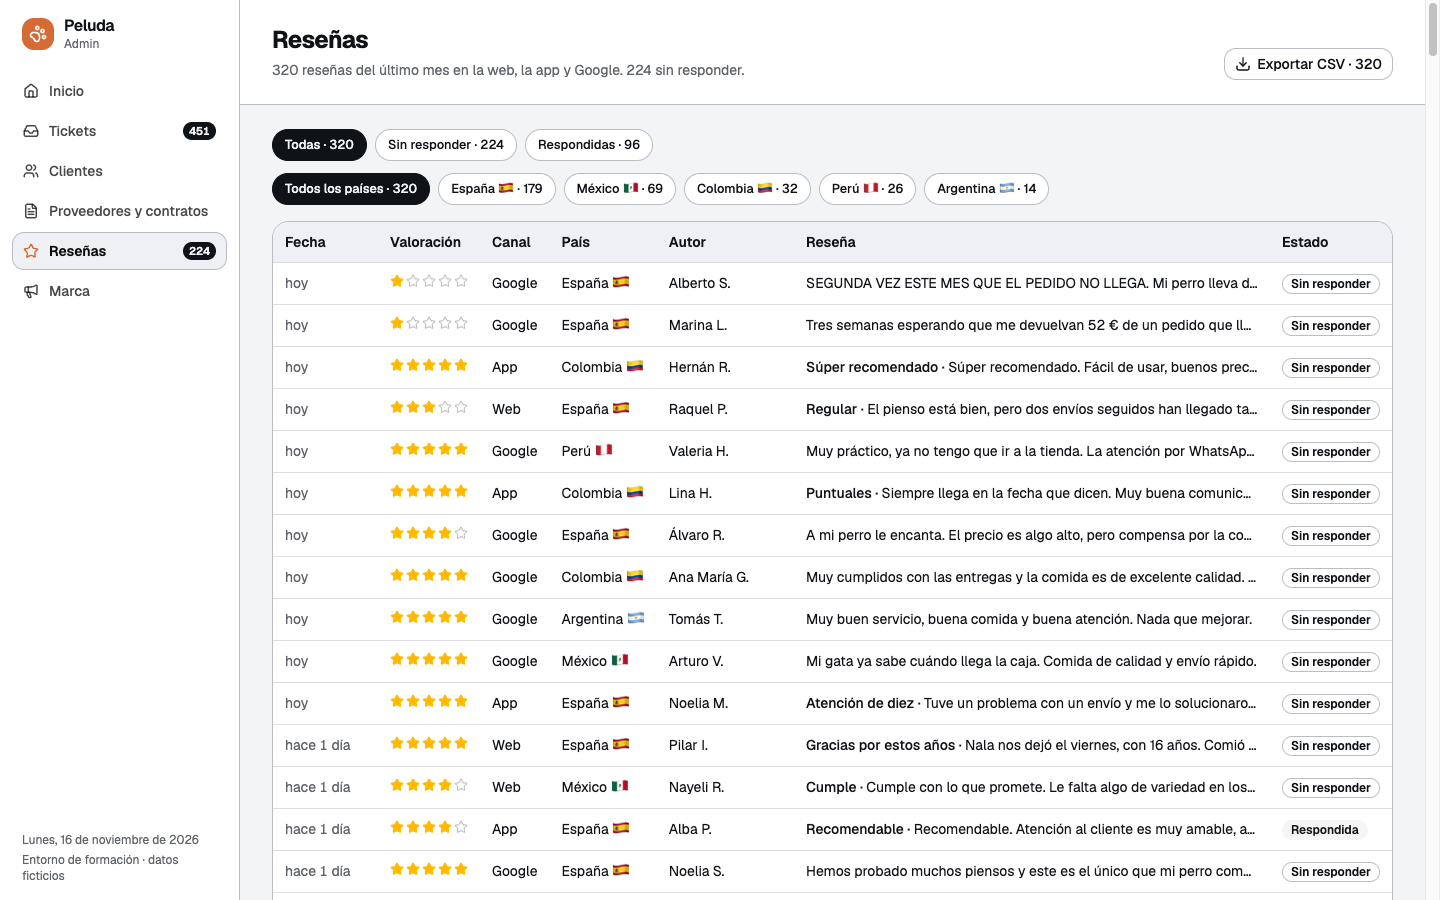 Peluda
Admin
Inicio
Tickets 451
Clientes
Proveedores y contratos
Reseñas 224
Marca
Lunes, 16 de noviembre de 2026
Entorno de formación · datos
ficticios
Reseñas
320 reseñas del último mes en la web, la app y Google. 224 sin responder.
Exportar CSV · 320
Todas · 320 Sin responder · 224 Respondidas · 96
Todos los países · 320 España 🇪🇸 · 179 México 🇲🇽 · 69 Colombia 🇨🇴 · 32 Perú 🇵🇪 · 26 Argentina 🇦🇷 · 14
Fecha Valoración Canal País Autor Reseña Estado
hoy Google España Alberto S. SEGUNDA VEZ ESTE MES QUE EL PEDIDO NO LLEGA. Mi perro lleva d... Sin responder
hoy Google España Marina L. Tres semanas esperando que me devuelvan 52 € de un pedido que ll... Sin responder
hoy App Colombia Hernán R. Súper recomendado · Súper recomendado. Fácil de usar, buenos prec... Sin responder
hoy Web España Raquel P. Regular · El pienso está bien, pero dos envíos seguidos han llegado ta... Sin responder
hoy Google Perú Valeria H. Muy práctico, ya no tengo que ir a la tienda. La atención por WhatsAp... Sin responder
hoy App Colombia Lina H. Puntuales · Siempre llega en la fecha que dicen. Muy buena comunic... Sin responder
hoy Google España Álvaro R. A mi perro le encanta. El precio es algo alto, pero compensa por la co... Sin responder
hoy Google Colombia Ana María G. Muy cumplidos con las entregas y la comida es de excelente calidad. ... Sin responder
hoy Google Argentina Tomás T. Muy buen servicio, buena comida y buena atención. Nada que mejorar. Sin responder
hoy Google México Arturo V. Mi gata ya sabe cuándo llega la caja. Comida de calidad y envío rápido. Sin responder
hoy App España Noelia M. Atención de diez · Tuve un problema con un envío y me lo solucionaro... Sin responder
hace 1 día Web España Pilar I. Gracias por estos años · Nala nos dejó el viernes, con 16 años. Comió ... Sin responder
hace 1 día Web México Nayeli R. Cumple · Cumple con lo que promete. Le falta algo de variedad en los... Sin responder
hace 1 día App España Alba P. Recomendable · Recomendable. Atención al cliente es muy amable, a... Respondida
hace 1 día Google España Noelia S. Hemos probado muchos piensos y este es el único que mi perro com... Sin responder